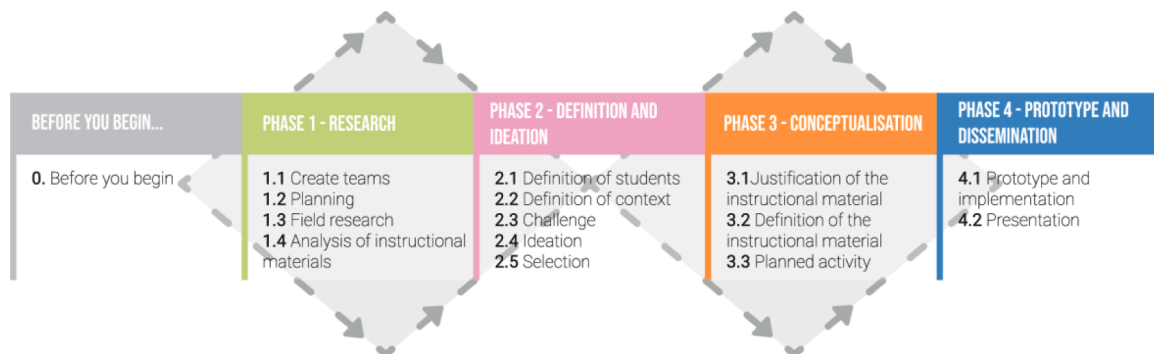 BEFORE YOU BEGIN...
0. Before you begin
PHASE 1 - RESEARCH
1.1 Create teams
1.2 Planning
1.3 Field research
1.4 Analysis of instructional
materials
PHASE 2 - DEFINITION AND
IDEATION
2.1 Definition of students
2.2 Definition of context
2.3 Challenge
2.4 Ideation
2.5 Selection
PHASE 3 - CONCEPTUALISATION
3.1Justification of the
instructional material
3.2 Definition of the
instructional material
3.3 Planned activity
PHASE 4 - PROTOTYPE AND
DISSEMINATION
4.1 Prototype and
implementation
4.2 Presentation